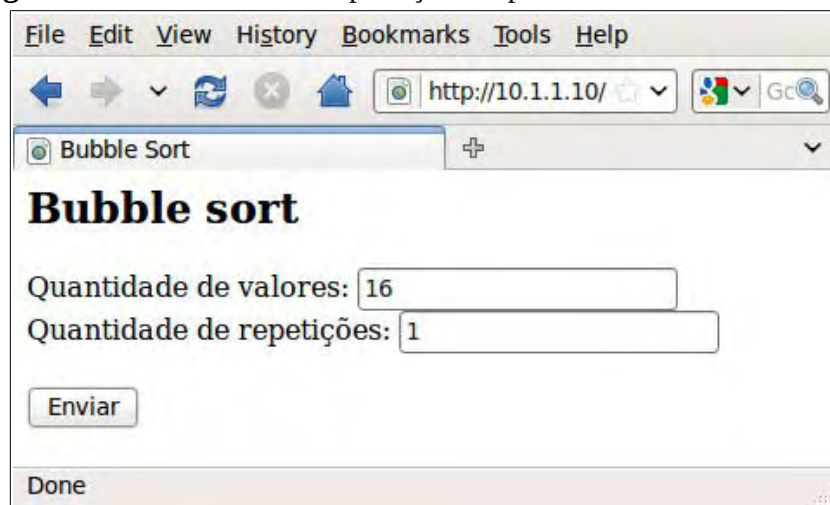 File Edit View History Bookmarks Tools Help
http://10.1.1.10/
Bubble Sort
Bubble sort
Quantidade de valores: 16
Quantidade de repetições: 1
Enviar
Done